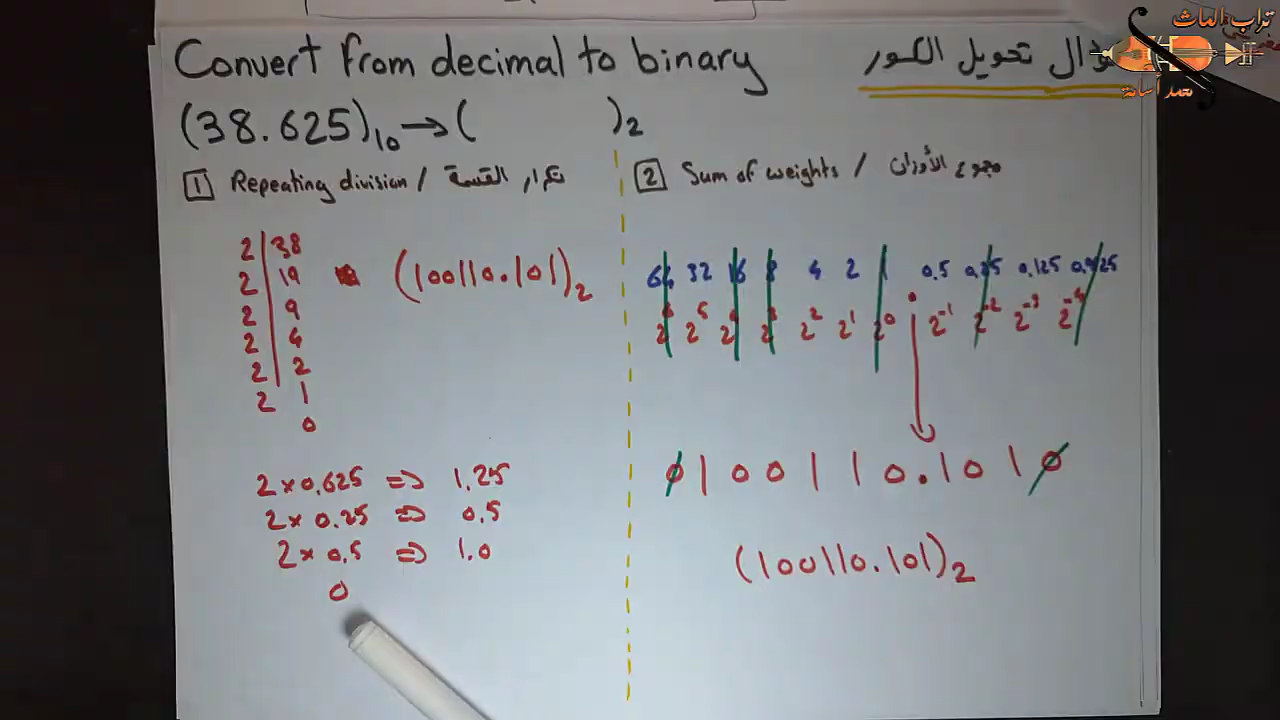 تراب الماث
محمد أسامة
Convert from decimal to binary
تحويل الكسور
(38.625)10 → ( )2
1 Repeating division / تكرار القسمة
2 38
2 19
2 9
2 4
2 2
2 1
0
(100110.101)2
2 × 0.625 => 1.25
2 × 0.25 => 0.5
2 × 0.5 => 1.0
0
2 Sum of weights / مجموع الأوزان
64 32 16 8 4 2 1 0.5 0.25 0.125
2^6 2^5 2^4 2^3 2^2 2^1 2^0 . 2^-1 2^-2 2^-3 2^-4
0 1 0 0 1 1 0 . 1 0 1 0
(100110.101)2